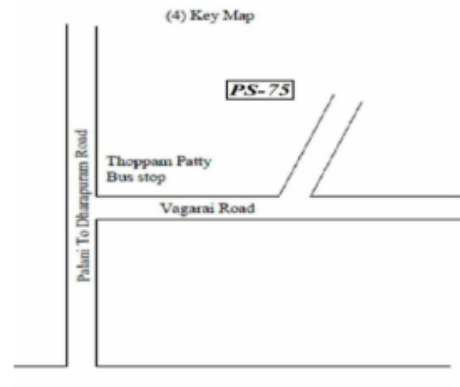 (4) Key Map
PS-75
Thoppam Patty
Bus stop
Vagarai Road
Palani To Dharapuram Road